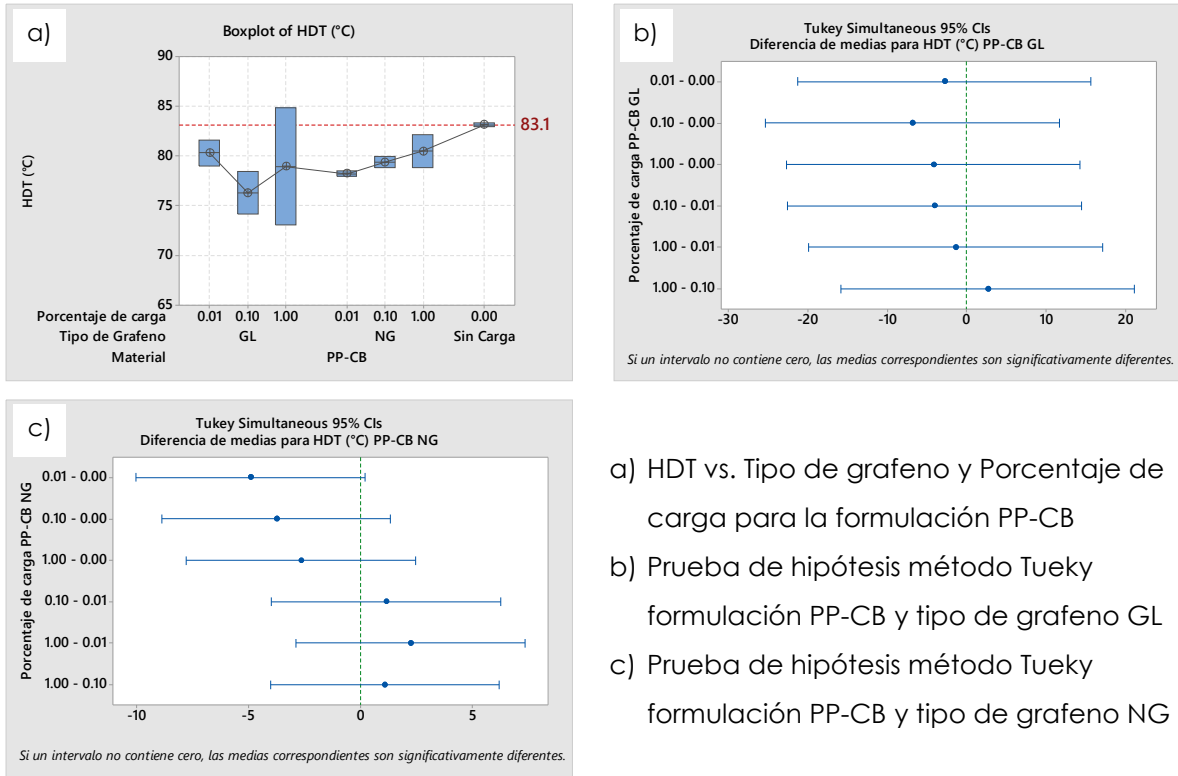 a)
Boxplot of HDT (°C)
90
85
80
75
70
65
HDT (°C)
83.1
Porcentaje de carga 0.01 0.10 1.00 0.01 0.10 1.00 0.00
Tipo de Grafeno GL NG Sin Carga
Material PP-CB
b)
Tukey Simultaneous 95% CIs
Diferencia de medias para HDT (°C) PP-CB GL
Porcentaje de carga PP-CB GL
0.01 - 0.00
0.10 - 0.00
1.00 - 0.00
0.10 - 0.01
1.00 - 0.01
1.00 - 0.10
-30 -20 -10 0 10 20
Si un intervalo no contiene cero, las medias correspondientes son significativamente diferentes.
c)
Tukey Simultaneous 95% CIs
Diferencia de medias para HDT (°C) PP-CB NG
Porcentaje de carga PP-CB NG
0.01 - 0.00
0.10 - 0.00
1.00 - 0.00
0.10 - 0.01
1.00 - 0.01
1.00 - 0.10
-10 -5 0 5
Si un intervalo no contiene cero, las medias correspondientes son significativamente diferentes.
a) HDT vs. Tipo de grafeno y Porcentaje de
carga para la formulación PP-CB
b) Prueba de hipótesis método Tueky
formulación PP-CB y tipo de grafeno GL
c) Prueba de hipótesis método Tueky
formulación PP-CB y tipo de grafeno NG